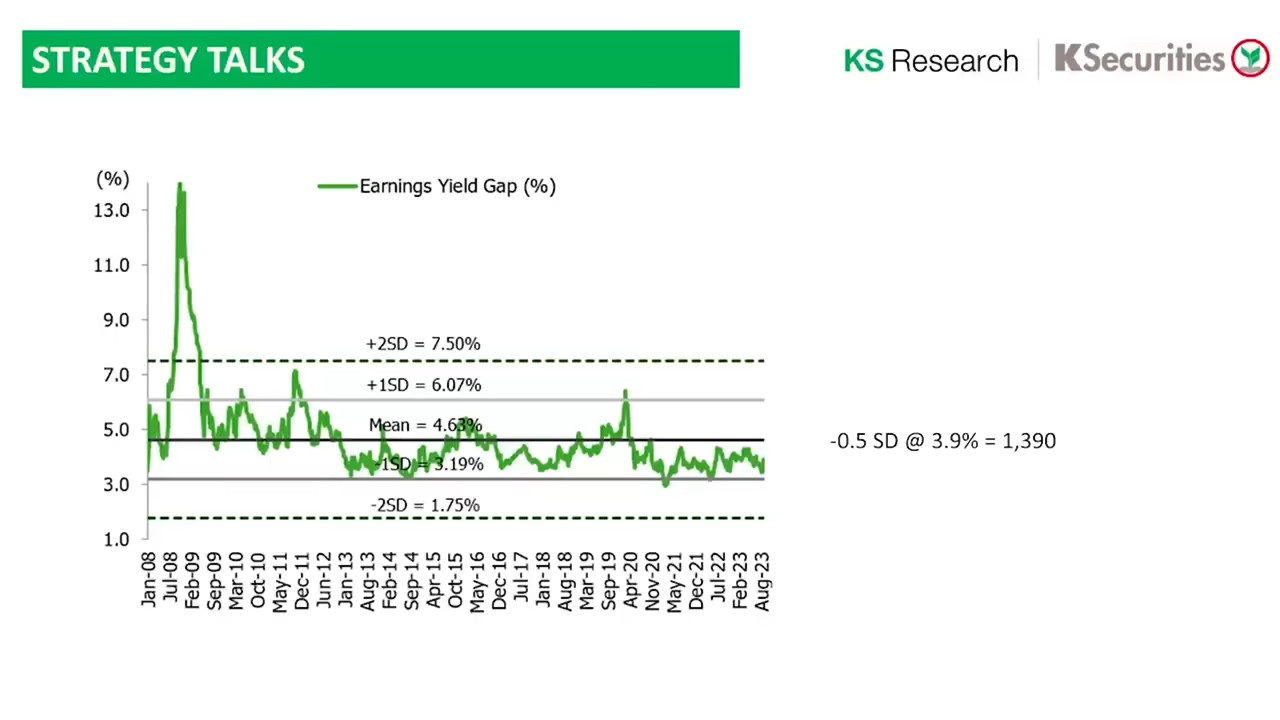 STRATEGY TALKS
KS Research
KSecurities
(%)
Earnings Yield Gap (%)
13.0
11.0
9.0
7.0
5.0
3.0
1.0
+2SD = 7.50%
+1SD = 6.07%
Mean = 4.63%
-1SD = 3.19%
-2SD = 1.75%
-0.5 SD @ 3.9% = 1,390
Jan-08
Jul-08
Feb-09
Sep-09
Mar-10
Oct-10
May-11
Dec-11
Jun-12
Jan-13
Aug-13
Feb-14
Sep-14
Apr-15
Oct-15
May-16
Dec-16
Jul-17
Jan-18
Aug-18
Mar-19
Sep-19
Apr-20
Nov-20
May-21
Dec-21
Jul-22
Feb-23
Aug-23